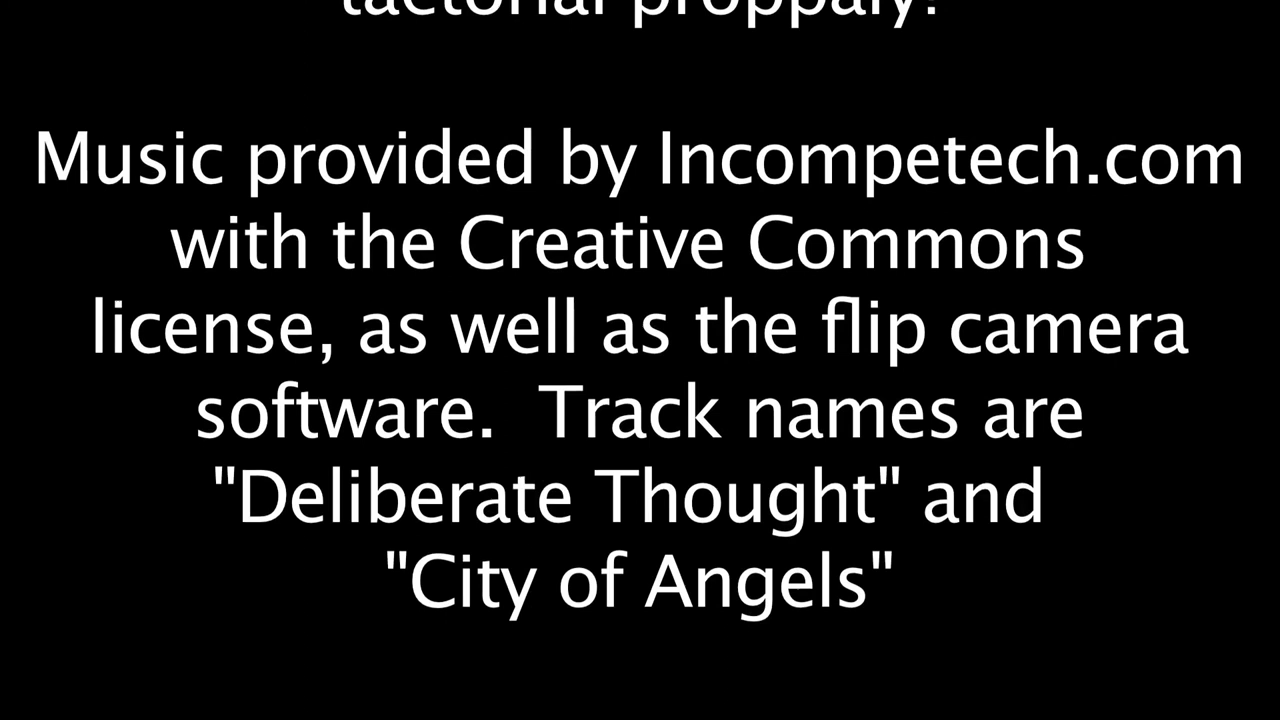 Music provided by Incompetech.com
with the Creative Commons
license, as well as the flip camera
software.  Track names are
"Deliberate Thought" and
"City of Angels"